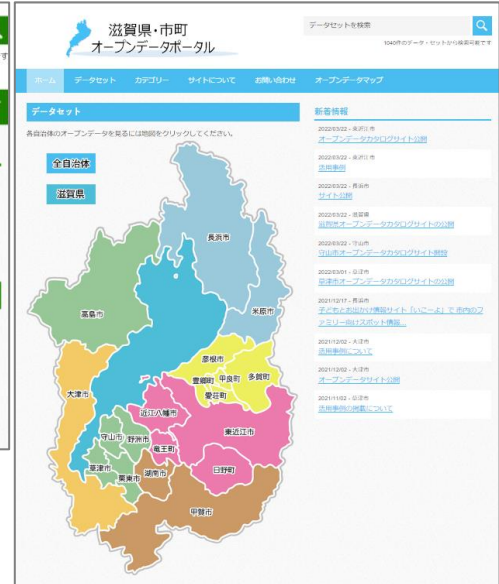 滋賀県・市町
オープンデータポータル
データセットを検索
1040件のデータ・セットから検索可能です
ホーム データセット カテゴリー サイトについて お問い合わせ オープンデータマップ
データセット
各自治体のオープンデータを見るには地図をクリックしてください。
全自治体
滋賀県
長浜市
高島市
米原市
彦根市
豊郷町 甲良町 多賀町
愛荘町
大津市
近江八幡市
東近江市
守山市 野洲市
竜王町
草津市
栗東市 湖南市
日野町
甲賀市
新着情報
2022/03/22 - 東近江市
オープンデータカタログサイト公開
2022/03/22 - 東近江市
活用事例
2022/03/22 - 長浜市
サイト公開
2022/03/22 - 滋賀県
滋賀県オープンデータカタログサイトの公開
2022/03/22 - 守山市
守山市オープンデータカタログサイト開設
2022/03/01 - 草津市
草津市オープンデータカタログサイトの公開
2021/12/17 - 長浜市
子どもとお出かけ情報サイト「いこーよ」で 市内のフ
ァミリー向けスポット情報...
2021/12/02 - 大津市
活用事例について
2021/12/02 - 大津市
オープンデータサイト公開
2021/11/02 - 草津市
活用事例の掲載について
す